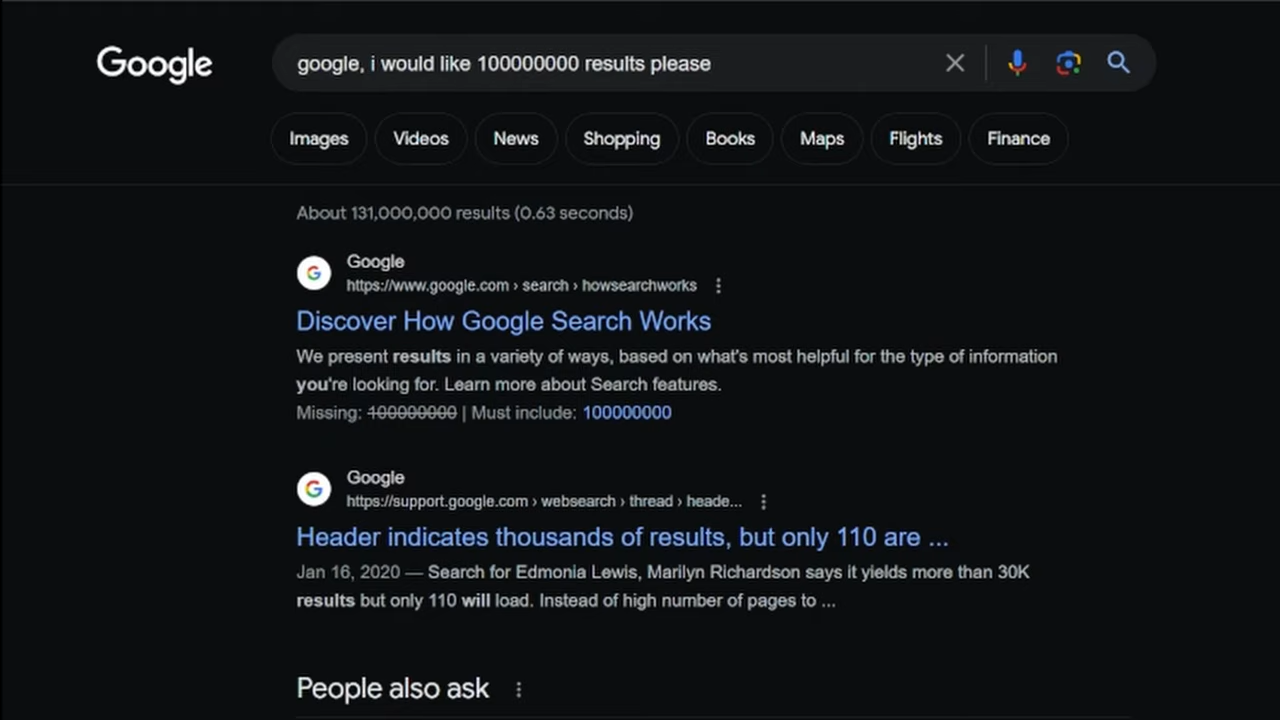 Google
google, i would like 100000000 results please
Images Videos News Shopping Books Maps Flights Finance
About 131,000,000 results (0.63 seconds)
Google
https://www.google.com › search › howsearchworks
Discover How Google Search Works
We present results in a variety of ways, based on what's most helpful for the type of information
you're looking for. Learn more about Search features.
Missing: 100000000 | Must include: 100000000
Google
https://support.google.com › websearch › thread › heade...
Header indicates thousands of results, but only 110 are ...
Jan 16, 2020 — Search for Edmonia Lewis, Marilyn Richardson says it yields more than 30K
results but only 110 will load. Instead of high number of pages to ...
People also ask